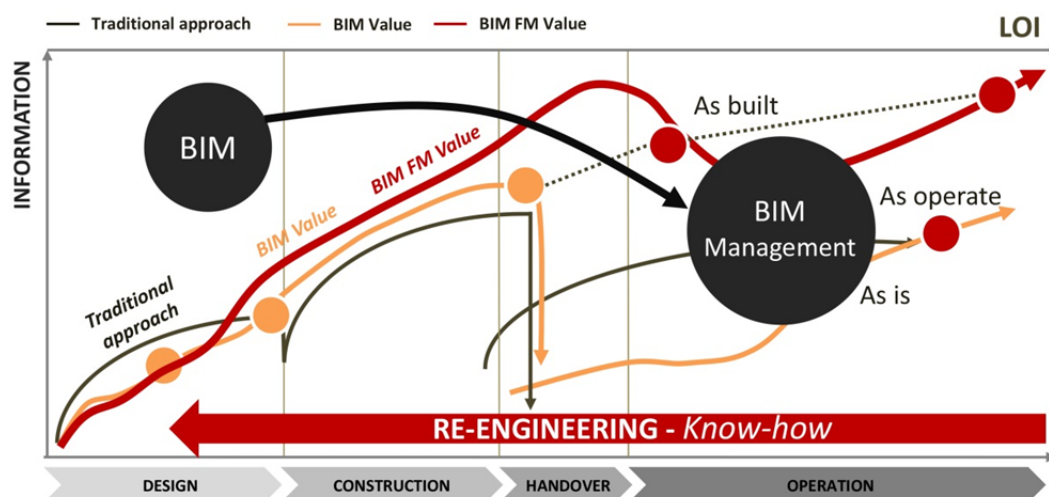 Traditional approach
BIM Value
BIM FM Value
LOI
INFORMATION
BIM
BIM FM Value
BIM Value
Traditional
approach
As built
BIM
Management
As operate
As is
RE-ENGINEERING - Know-how
DESIGN
CONSTRUCTION
HANDOVER
OPERATION